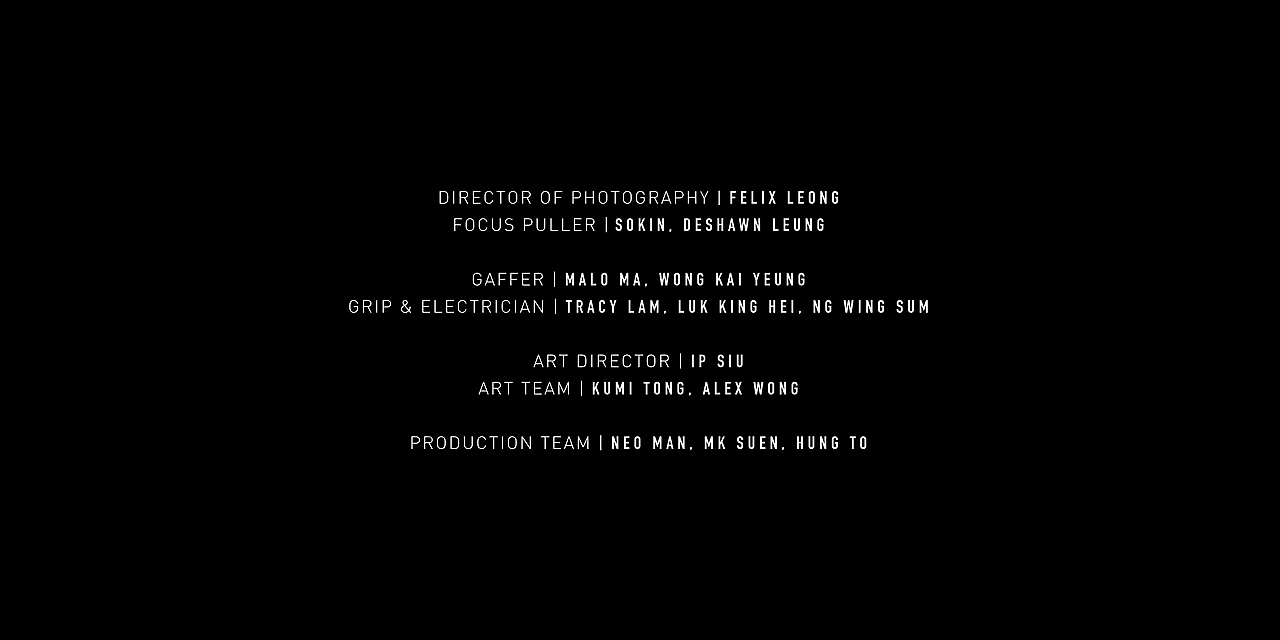 DIRECTOR OF PHOTOGRAPHY | FELIX LEONG
FOCUS PULLER | SOKIN, DESHAWN LEUNG
GAFFER | MALO MA, WONG KAI YEUNG
GRIP & ELECTRICIAN | TRACY LAM, LUK KING HEI, NG WING SUM
ART DIRECTOR | IP SIU
ART TEAM | KUMI TONG, ALEX WONG
PRODUCTION TEAM | NEO MAN, MK SUEN, HUNG TO